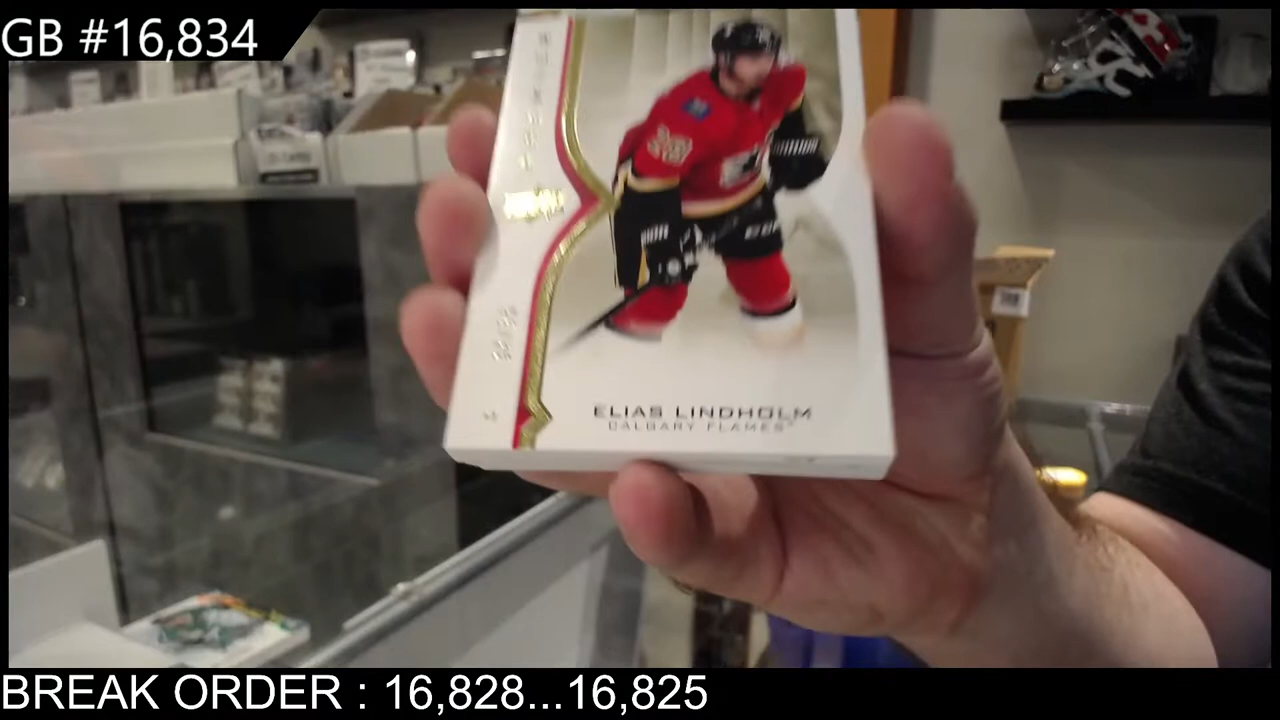 GB #16,834
ELIAS LINDHOLM
CALGARY FLAMES
BREAK ORDER : 16,828...16,825